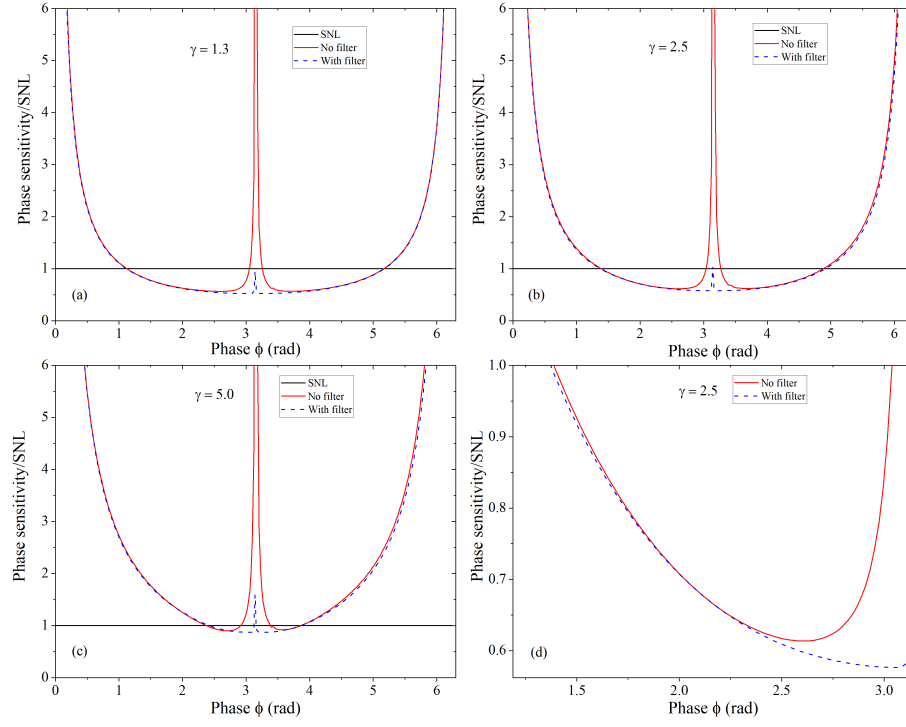 6
5
4
3
2
1
0
Phase sensitivity/SNL
γ = 1.3
SNL
No filter
With filter
(a)
0 1 2 3 4 5 6
Phase ϕ (rad)
6
5
4
3
2
1
0
Phase sensitivity/SNL
γ = 2.5
SNL
No filter
With filter
(b)
0 1 2 3 4 5 6
Phase ϕ (rad)
6
5
4
3
2
1
0
Phase sensitivity/SNL
γ = 5.0
SNL
No filter
With filter
(c)
0 1 2 3 4 5 6
Phase ϕ (rad)
1.0
0.9
0.8
0.7
0.6
Phase sensitivity/SNL
γ = 2.5
No filter
With filter
(d)
1.5 2.0 2.5 3.0
Phase ϕ (rad)